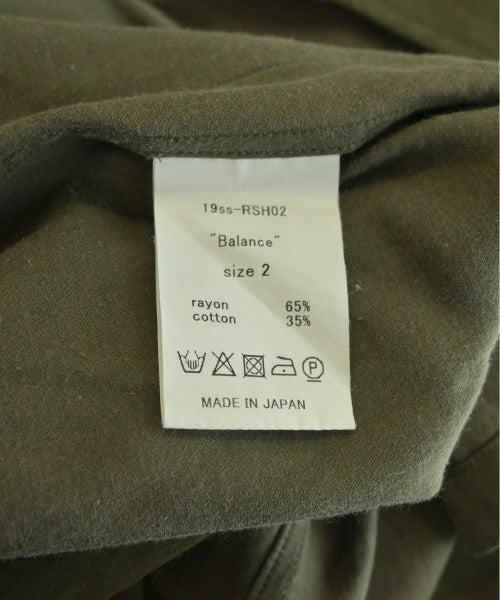 19ss-RSH02
"Balance"
size 2
rayon 65%
cotton 35%
P
MADE IN JAPAN